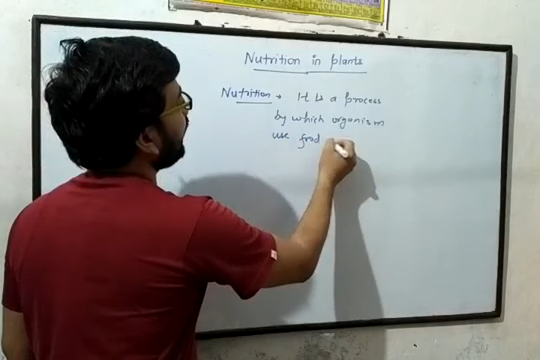 Nutrition in plants
Nutrition → It is a process
by which organism
use food